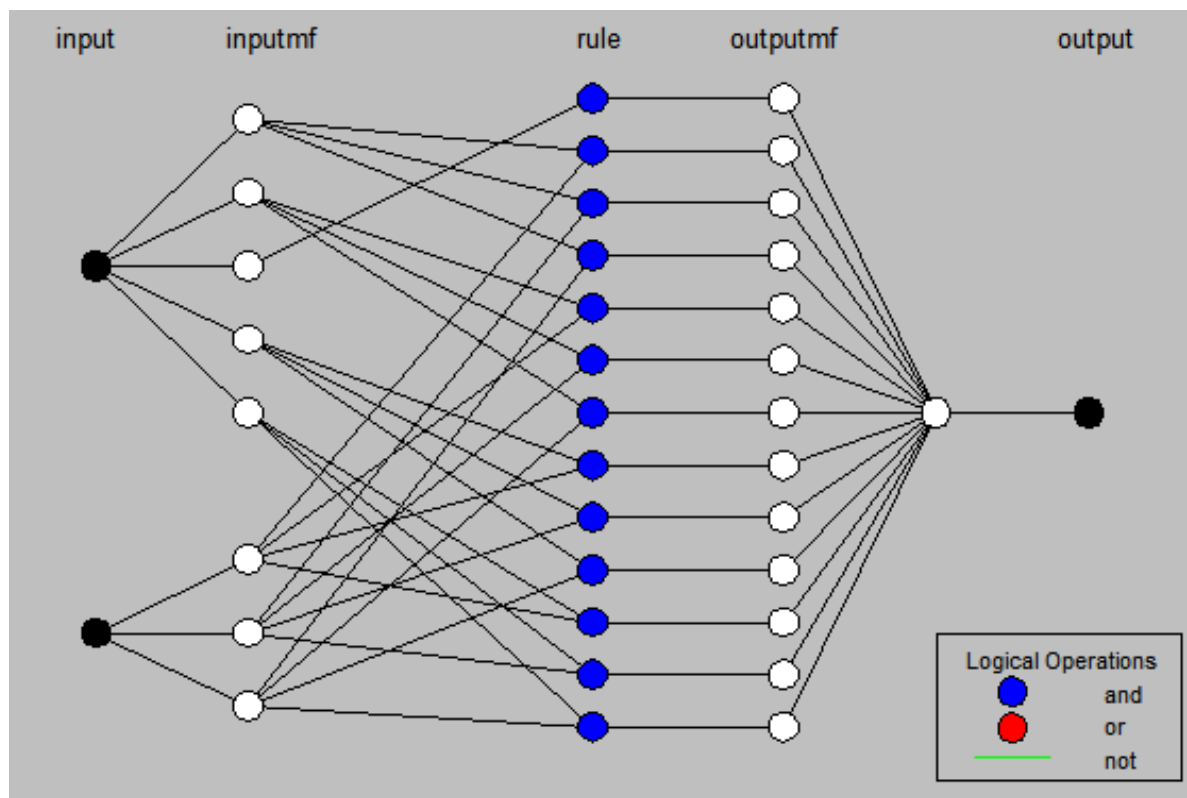 input inputmf rule outputmf output
Logical Operations
and
or
not